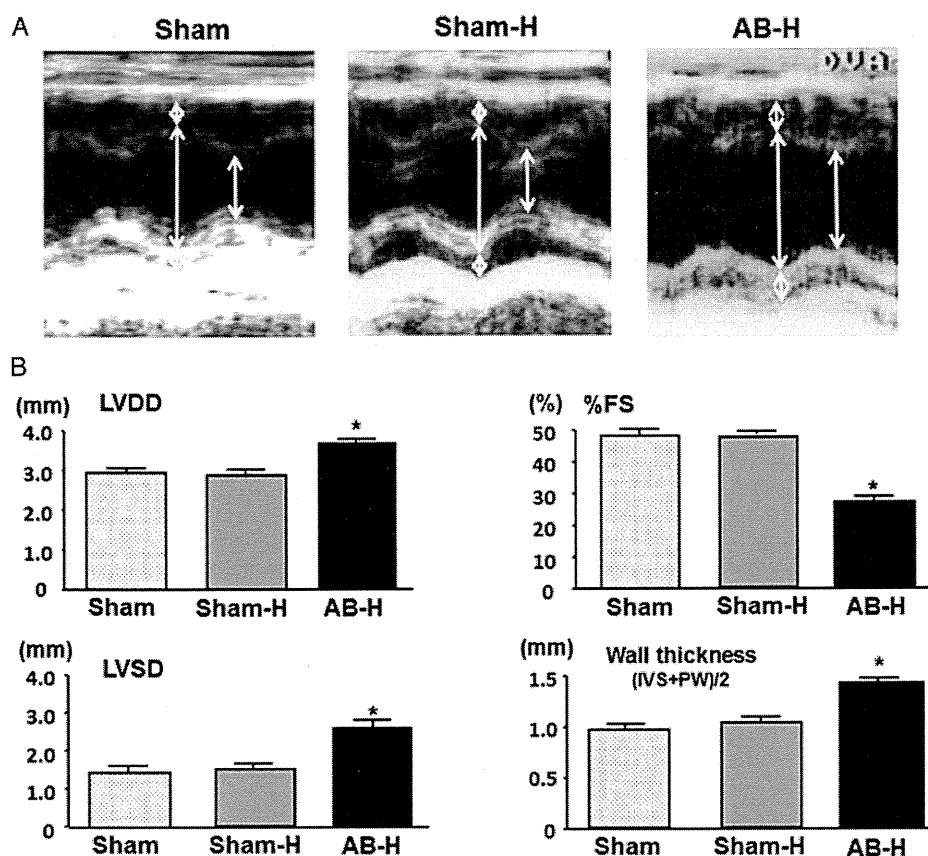 A
Sham
Sham-H
AB-H
B
(mm)
LVDD
4.0
3.0
2.0
1.0
0
*
Sham
Sham-H
AB-H
(%)
%FS
50
40
30
20
10
0
*
Sham
Sham-H
AB-H
(mm)
LVSD
4.0
3.0
2.0
1.0
0
*
Sham
Sham-H
AB-H
(mm)
Wall thickness
(IVS+PW)/2
1.5
1.0
0.5
0
*
Sham
Sham-H
AB-H